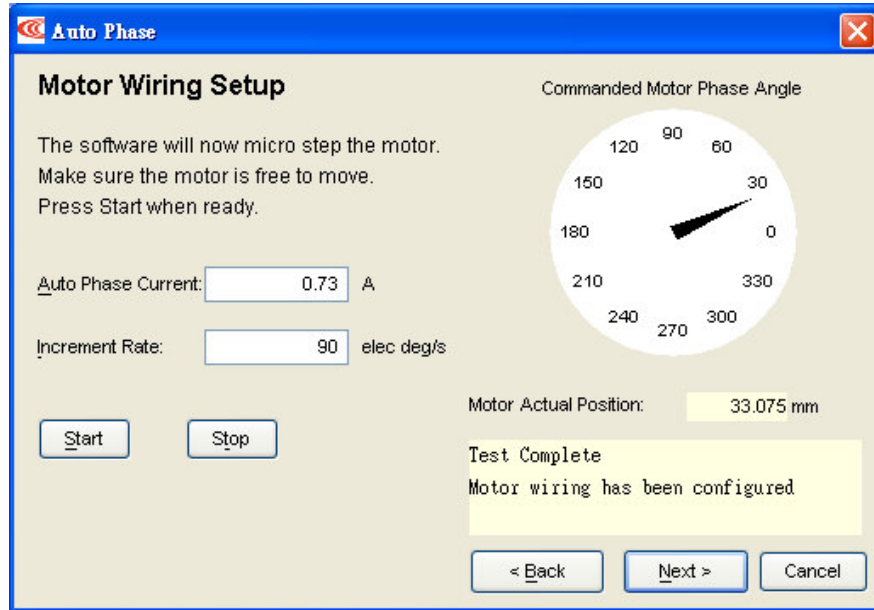 Auto Phase
Motor Wiring Setup
The software will now micro step the motor.
Make sure the motor is free to move.
Press Start when ready.
Auto Phase Current: 0.73 A
Increment Rate: 90 elec deg/s
Start Stop
Commanded Motor Phase Angle
90
120 60
150 30
180 0
210 330
240 300
270
Motor Actual Position: 33.075 mm
Test Complete
Motor wiring has been configured
< Back Next > Cancel